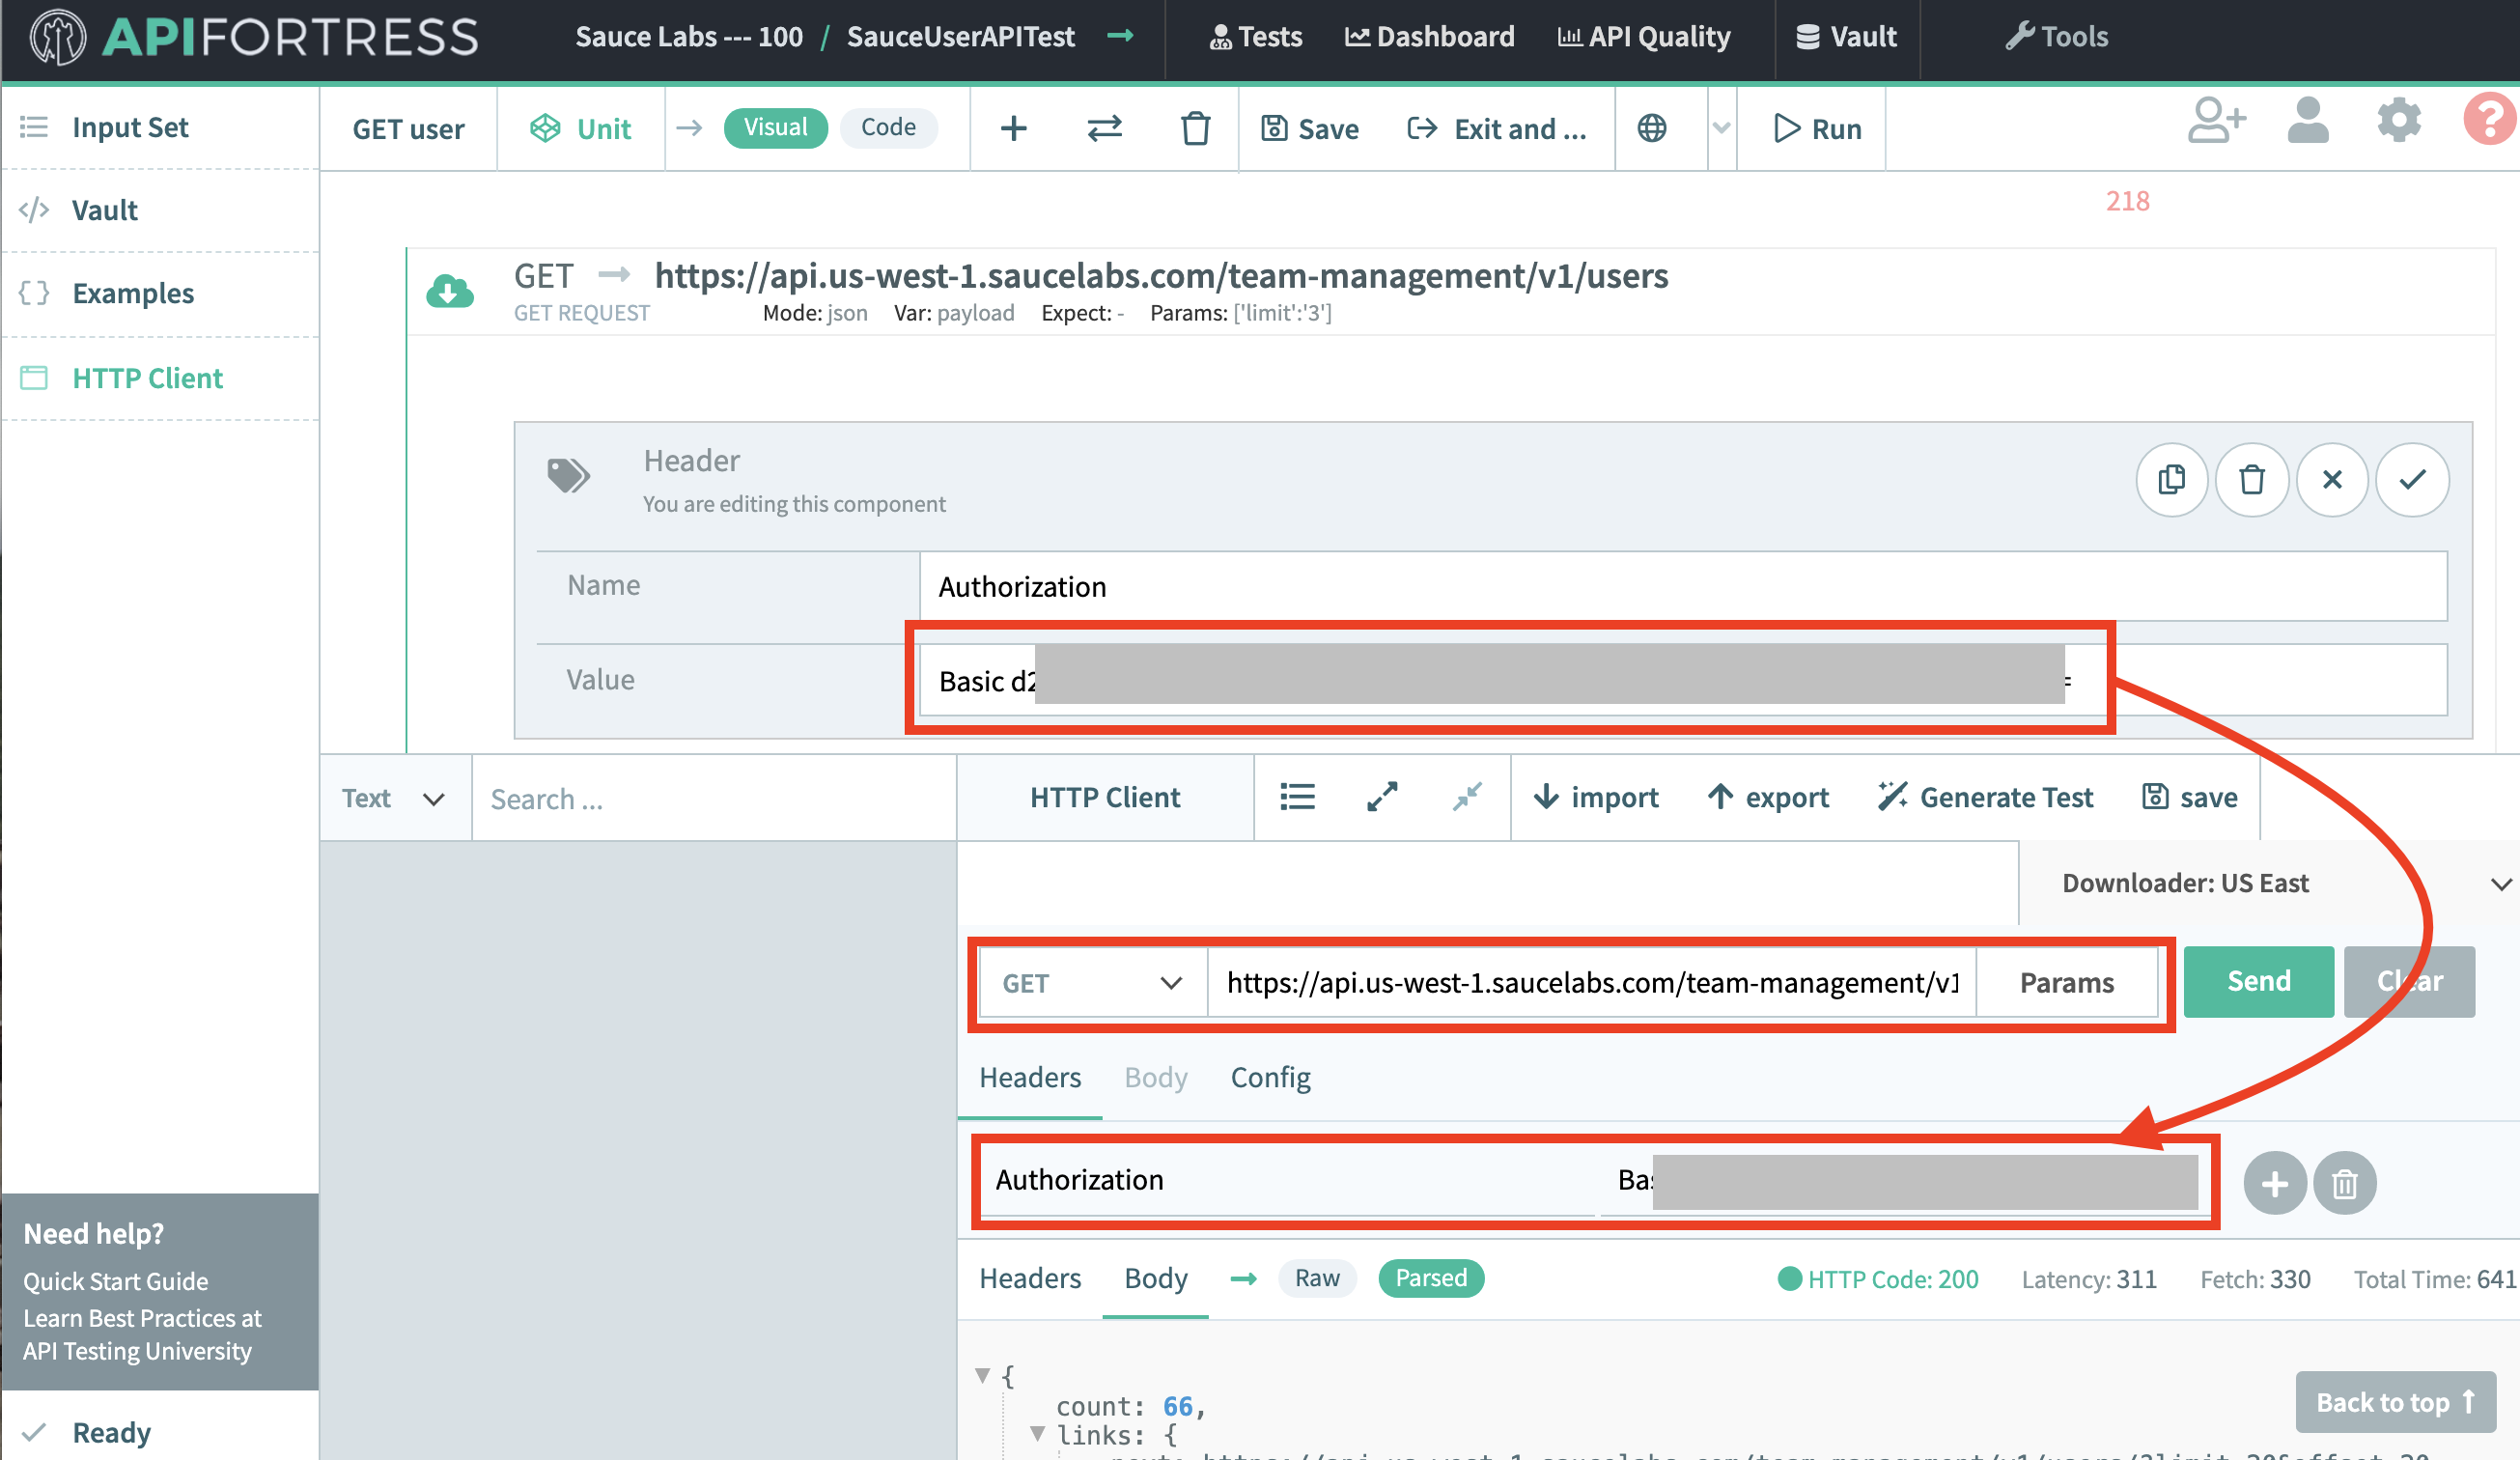 APIFORTRESS
Sauce Labs --- 100 / SauceUserAPITest
Tests
Dashboard
API Quality
Vault
Tools
Input Set
Vault
Examples
HTTP Client
GET user
Unit
Visual
Code
Save
Exit and ...
Run
?
218
GET https://api.us-west-1.saucelabs.com/team-management/v1/users
GET REQUEST Mode: json Var: payload Expect: - Params: ['limit':'3']
Header
You are editing this component
Name Authorization
Value Basic d2 =
Text
Search ...
HTTP Client
import
export
Generate Test
save
Downloader: US East
GET https://api.us-west-1.saucelabs.com/team-management/v1 Params
Send
Clear
Headers Body Config
Authorization Bas
Headers Body Raw Parsed
HTTP Code: 200 Latency: 311 Fetch: 330 Total Time: 641
{
count: 66,
links: {
Back to top
Need help?
Quick Start Guide
Learn Best Practices at
API Testing University
Ready